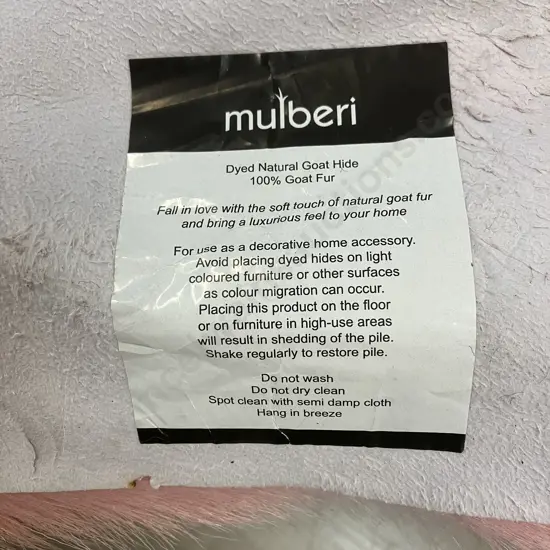 mulberi
Dyed Natural Goat Hide
100% Goat Fur
Fall in love with the soft touch of natural goat fur
and bring a luxurious feel to your home
For use as a decorative home accessory.
Avoid placing dyed hides on light
coloured furniture or other surfaces
as colour migration can occur.
Placing this product on the floor
or on furniture in high-use areas
will result in shedding of the pile.
Shake regularly to restore pile.
Do not wash
Do not dry clean
Spot clean with semi damp cloth
Hang in breeze